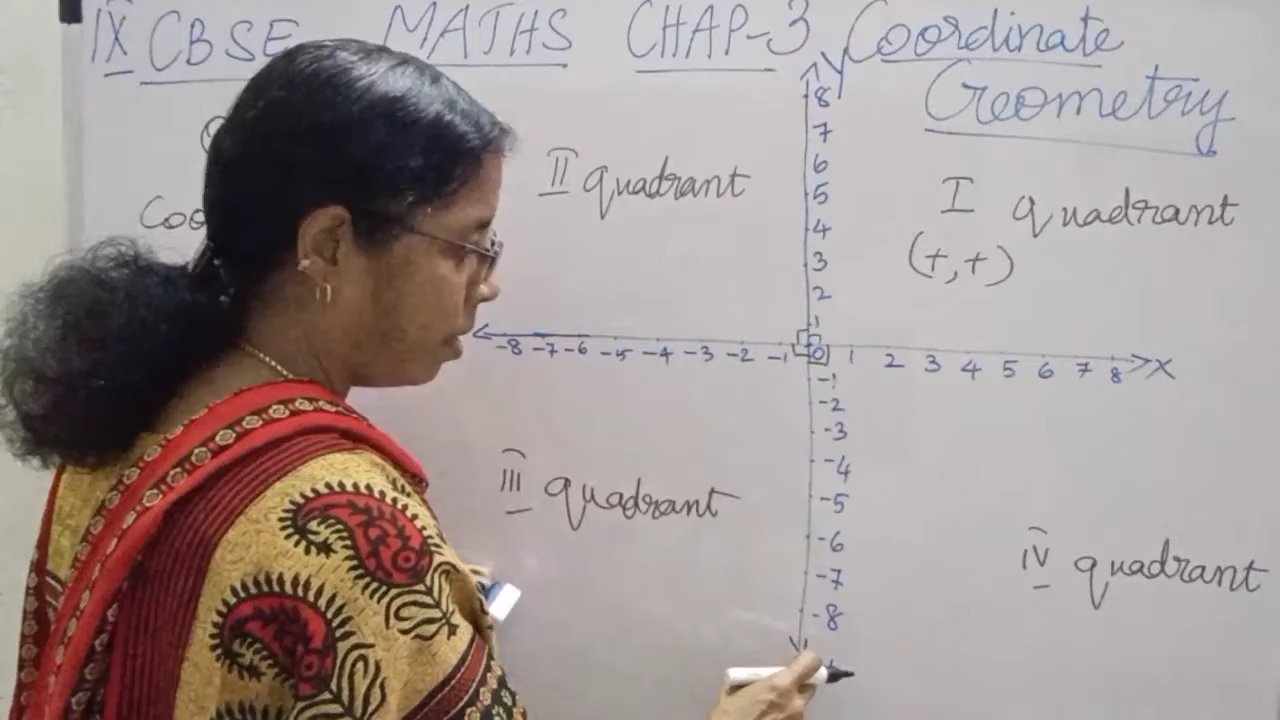 IX CBSE MATHS CHAP-3 Coordinate
Geometry
Y
II quadrant
I quadrant
(+,+)
8
7
6
5
4
3
2
1
-8 -7 -6 -5 -4 -3 -2 -1 0 1 2 3 4 5 6 7 8 X
-1
-2
-3
-4
-5
-6
-7
-8
III quadrant
IV quadrant